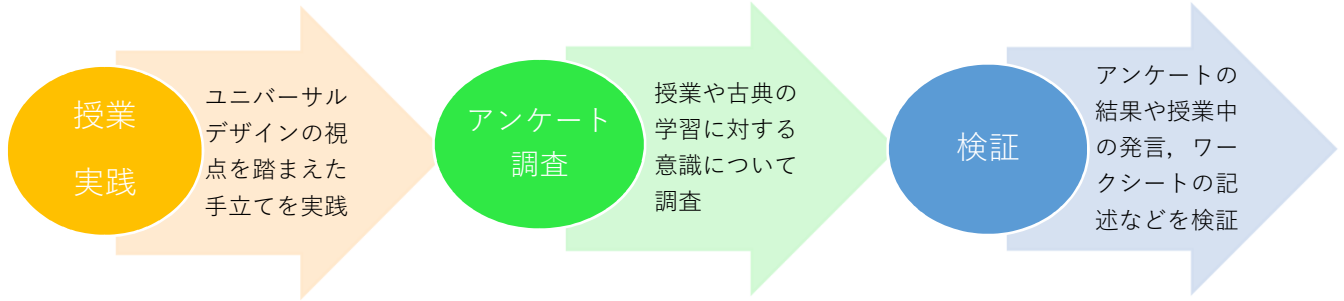 授業
実践
ユニバーサル
デザインの視
点を踏まえた
手立てを実践
アンケート
調査
授業や古典の
学習に対する
意識について
調査
検証
アンケートの
結果や授業中
の発言，ワー
クシートの記
述などを検証